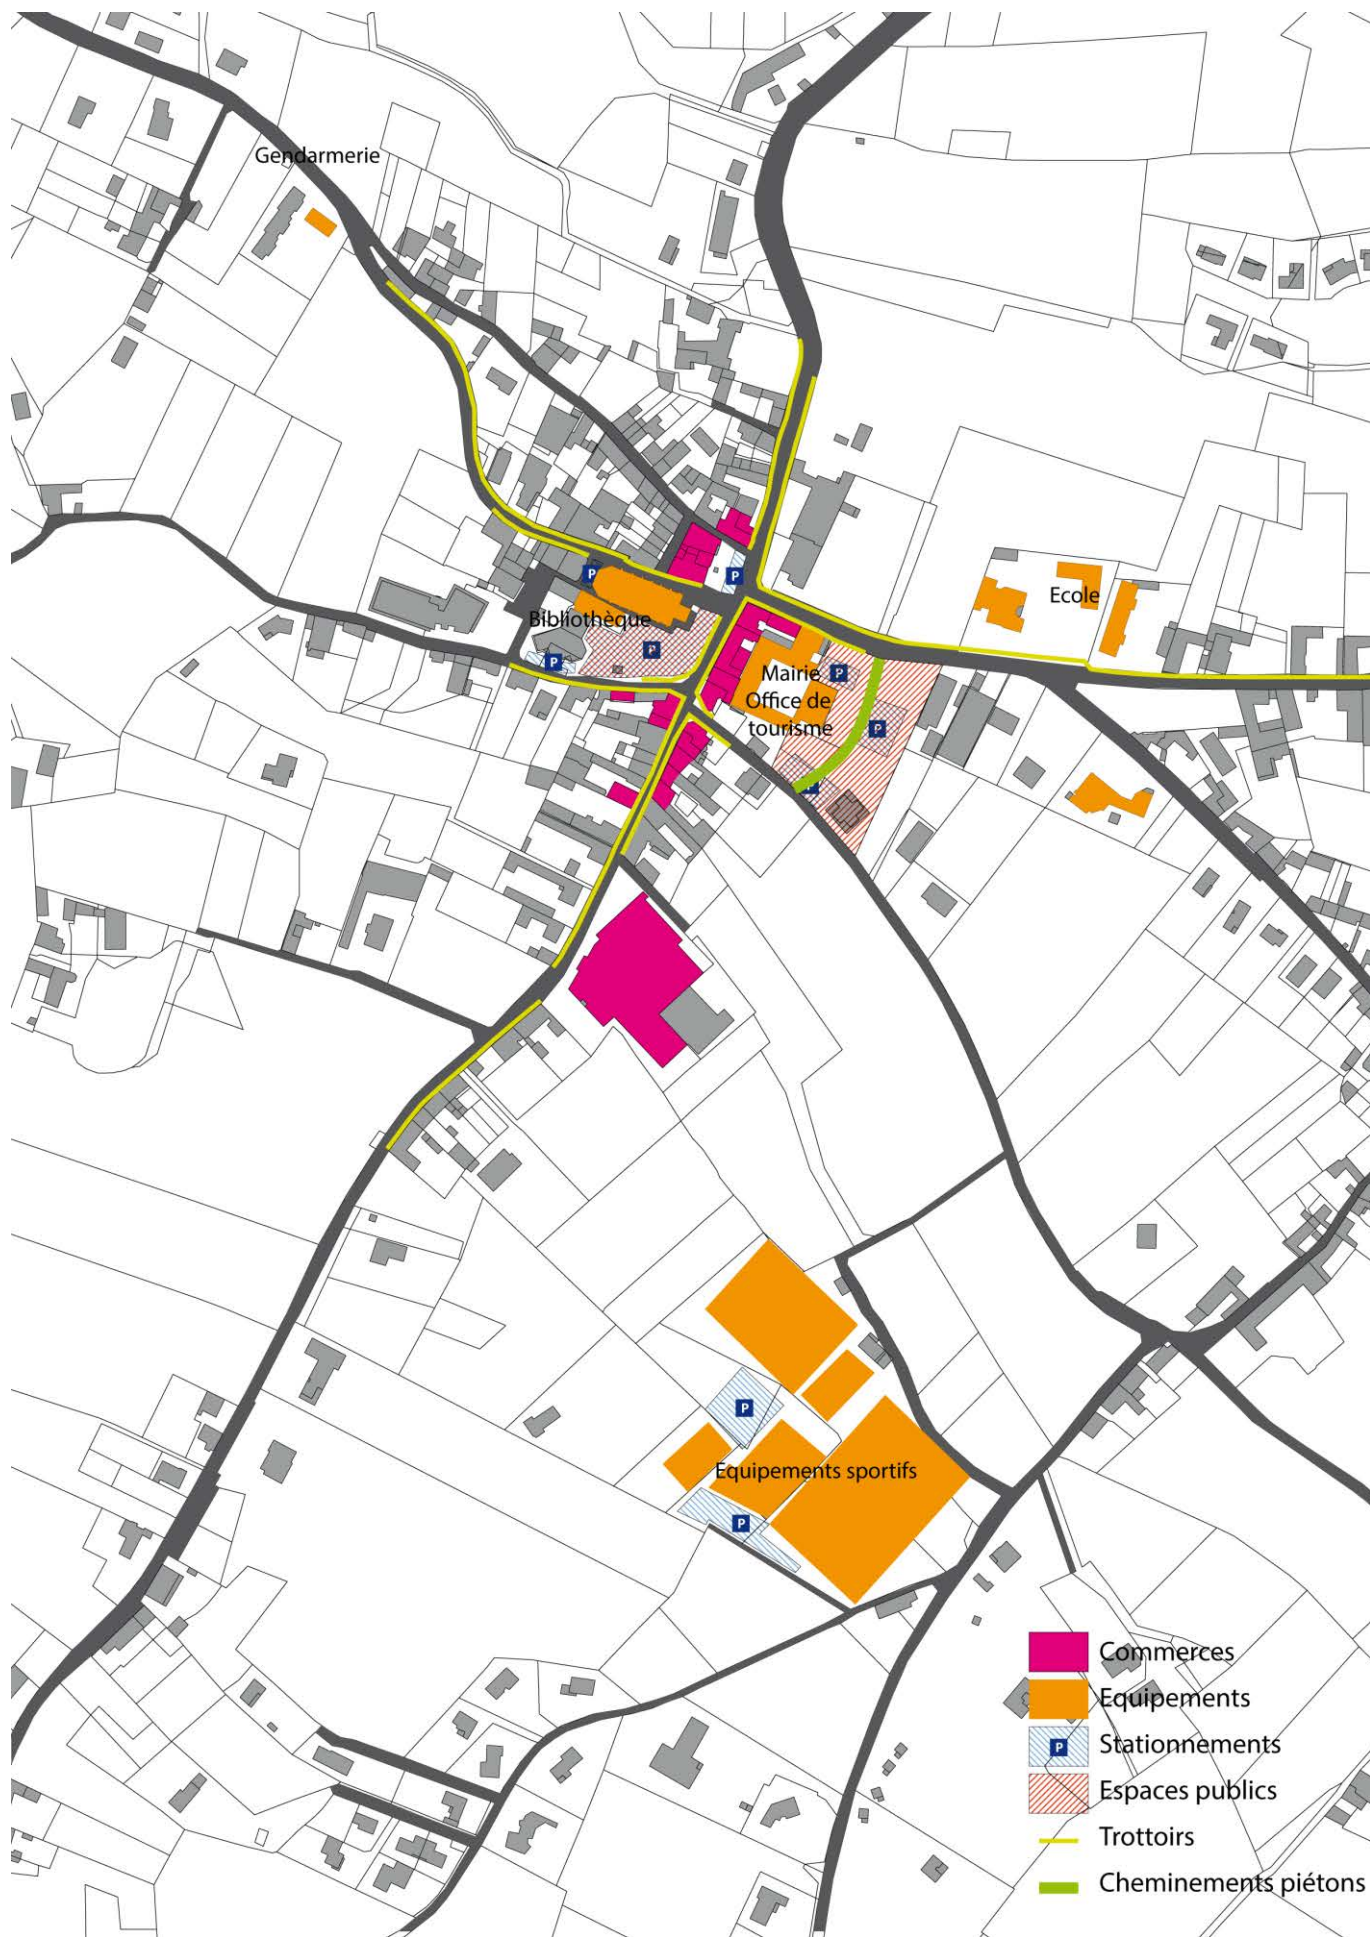 Gendarmerie
P
P
Ecole
Bibliothèque
P
P
Mairie
P
Office de
tourisme
P
P
P
Equipements sportifs
P
Commerces
Equipements
P
Stationnements
Espaces publics
Trottoirs
Cheminements piétons